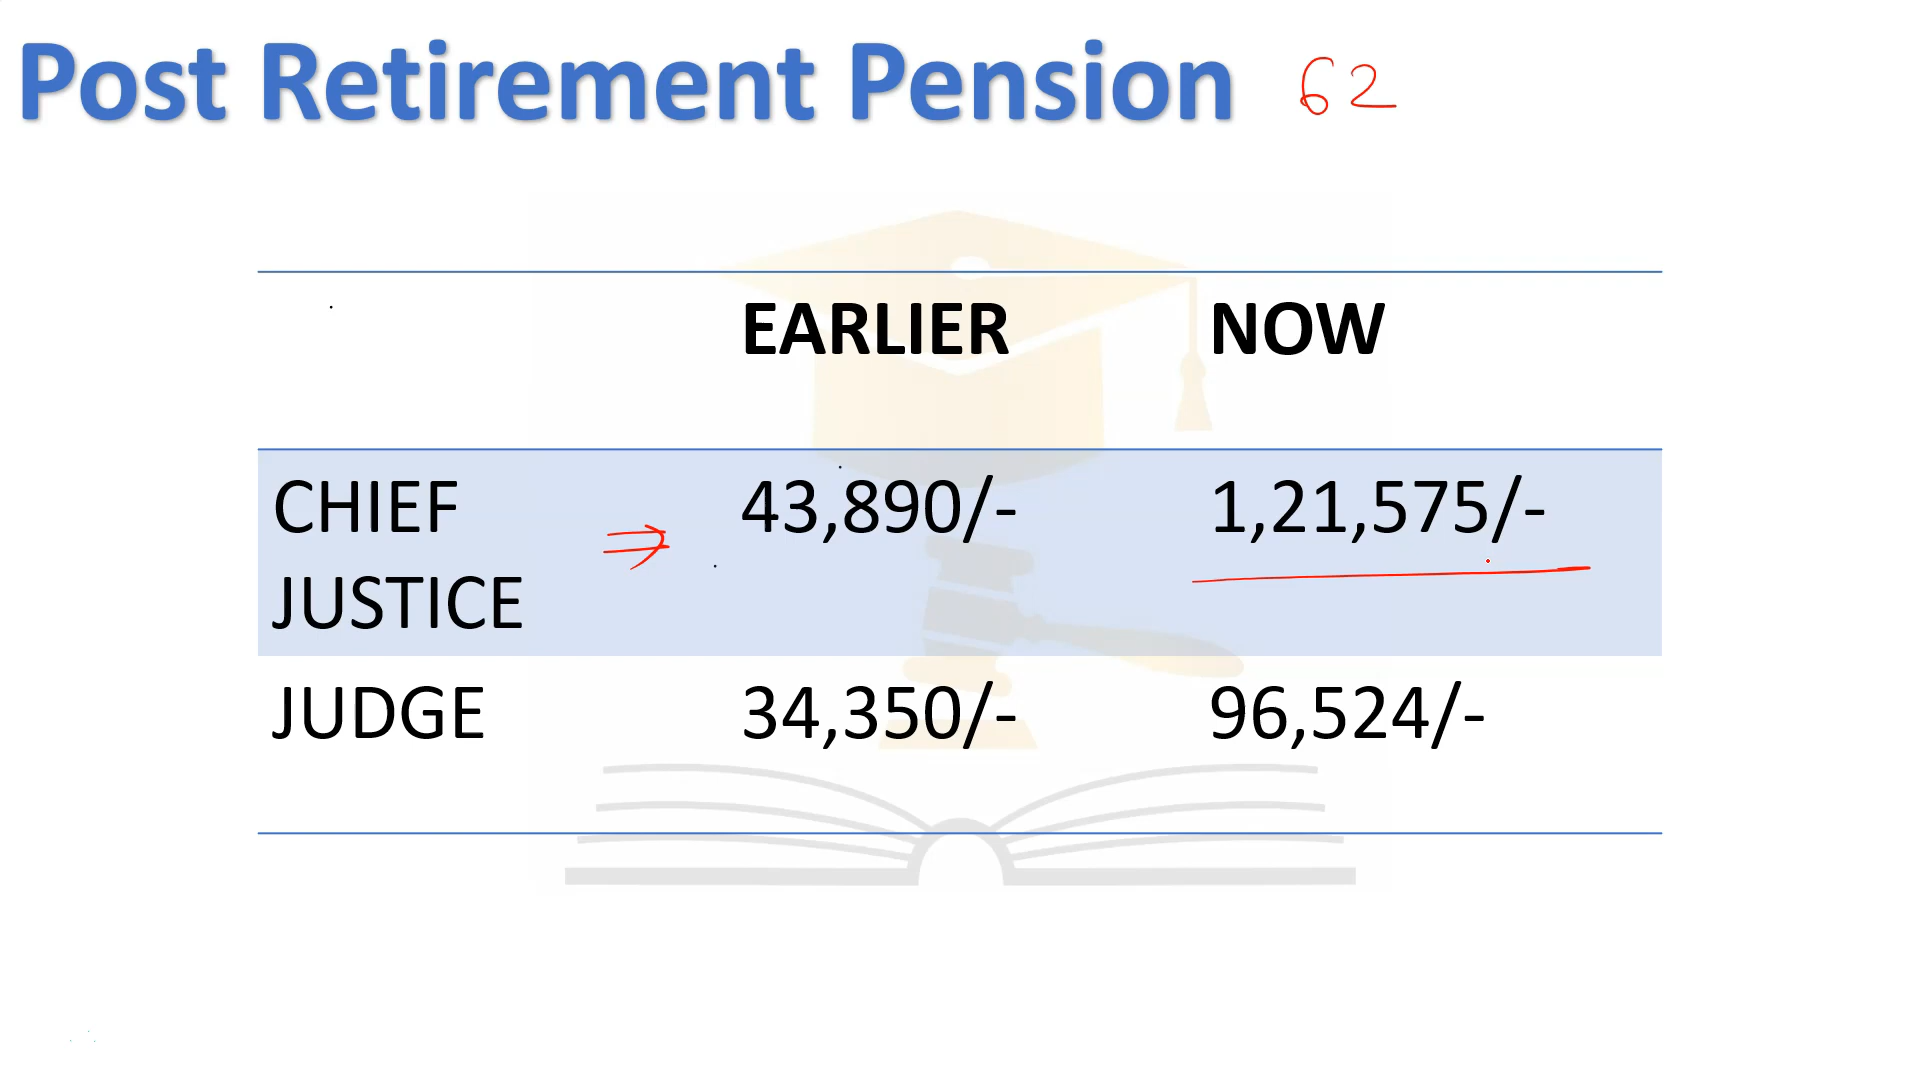 Post Retirement Pension 62
EARLIER NOW
CHIEF JUSTICE 43,890/- 1,21,575/-
JUDGE 34,350/- 96,524/-